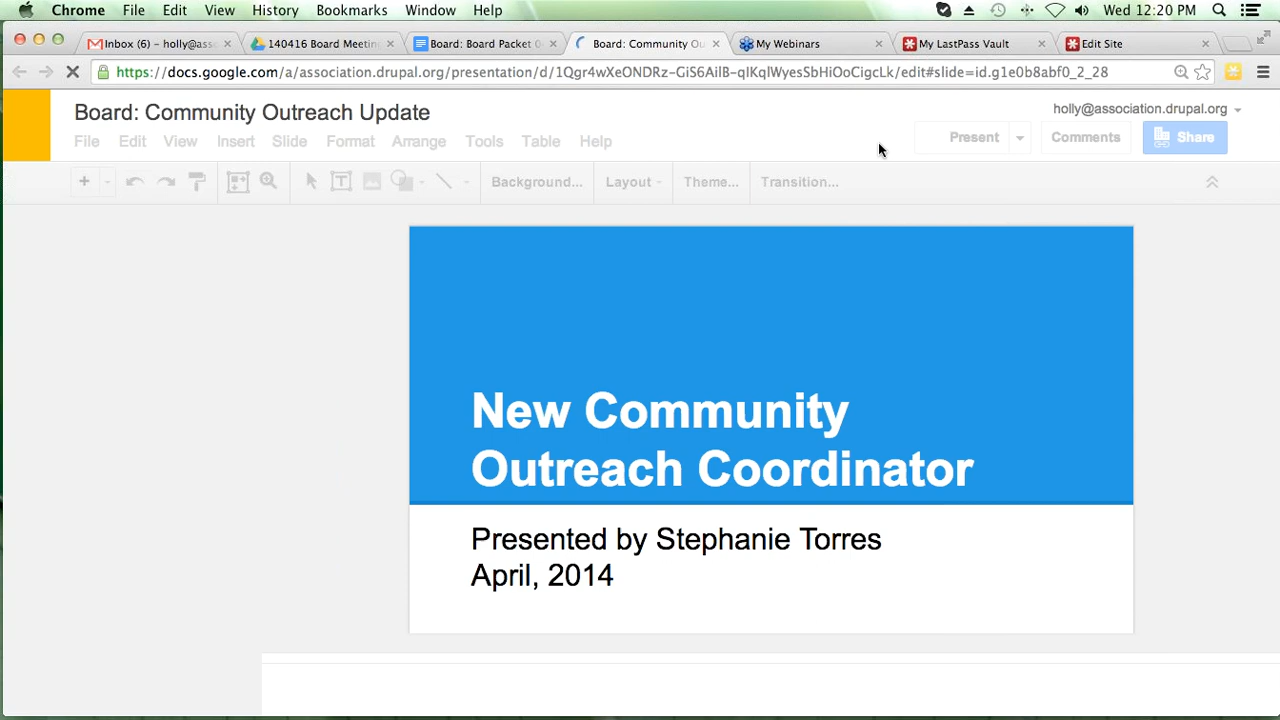 Chrome File Edit View History Bookmarks Window Help Wed 12:20 PM
Inbox (6) – holly@ass 140416 Board Meeti Board: Board Packet G Board: Community Ou My Webinars My LastPass Vault Edit Site
https://docs.google.com/a/association.drupal.org/presentation/d/1Qgr4wXeONDRz-GiS6AilB-qIKqlWyesSbHiOoCigcLk/edit#slide=id.g1e0b8abf0_2_28
Board: Community Outreach Update
holly@association.drupal.org
File Edit View Insert Slide Format Arrange Tools Table Help
Present Comments Share
Background... Layout Theme... Transition...
New Community
Outreach Coordinator
Presented by Stephanie Torres
April, 2014